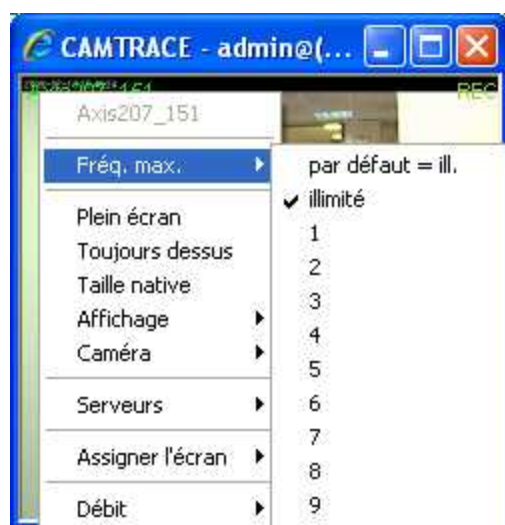 CAMTRACE - admin@(...
REC
Axis207_151
Fréq. max.
Plein écran
Toujours dessus
Taille native
Affichage
Caméra
Serveurs
Assigner l'écran
Débit
par défaut = ill.
illimité
1
2
3
4
5
6
7
8
9